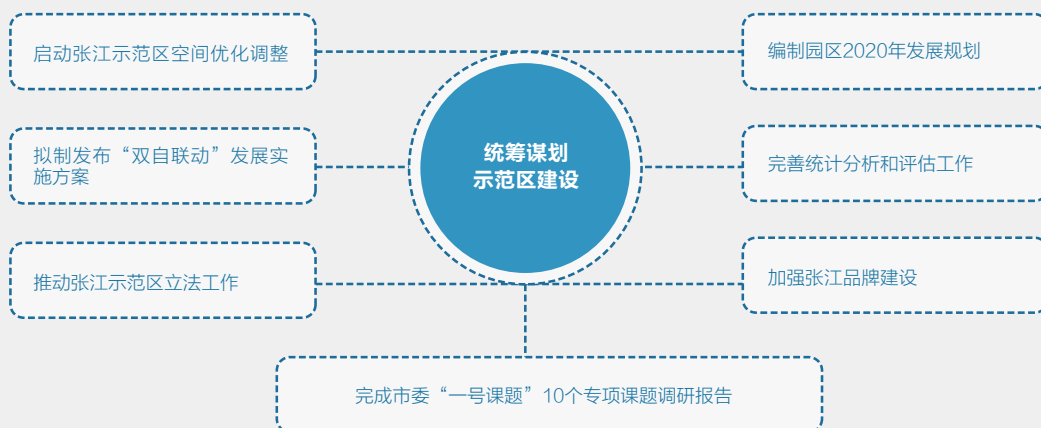 启动张江示范区空间优化调整
编制园区2020年发展规划
统筹谋划
示范区建设
拟制发布“双自联动”发展实
施方案
完善统计分析和评估工作
推动张江示范区立法工作
加强张江品牌建设
完成市委“一号课题”10个专项课题调研报告